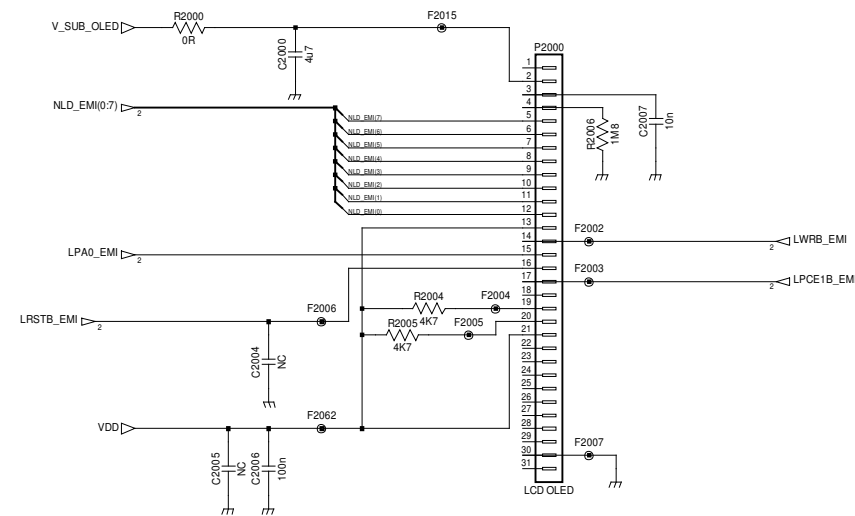 V_SUB_OLED
R2000
0R
C2000
4u7
F2015
P2000
1
2
3
4
5
6
7
8
9
10
11
12
13
14
15
16
17
18
19
20
21
22
23
24
25
26
27
28
29
30
31
LCD OLED
NLD_EMI(0:7)
2
NLD_EMI(7)
NLD_EMI(6)
NLD_EMI(5)
NLD_EMI(4)
NLD_EMI(3)
NLD_EMI(2)
NLD_EMI(1)
NLD_EMI(0)
R2006
1M8
C2007
10n
F2002
2
LWRB_EMI
LPA0_EMI
2
F2003
2
LPCE1B_EMI
R2004
4K7
F2004
R2005
4K7
F2005
LRSTB_EMI
2
F2006
C2004
NC
VDD
F2062
C2005
NC
C2006
100n
F2007